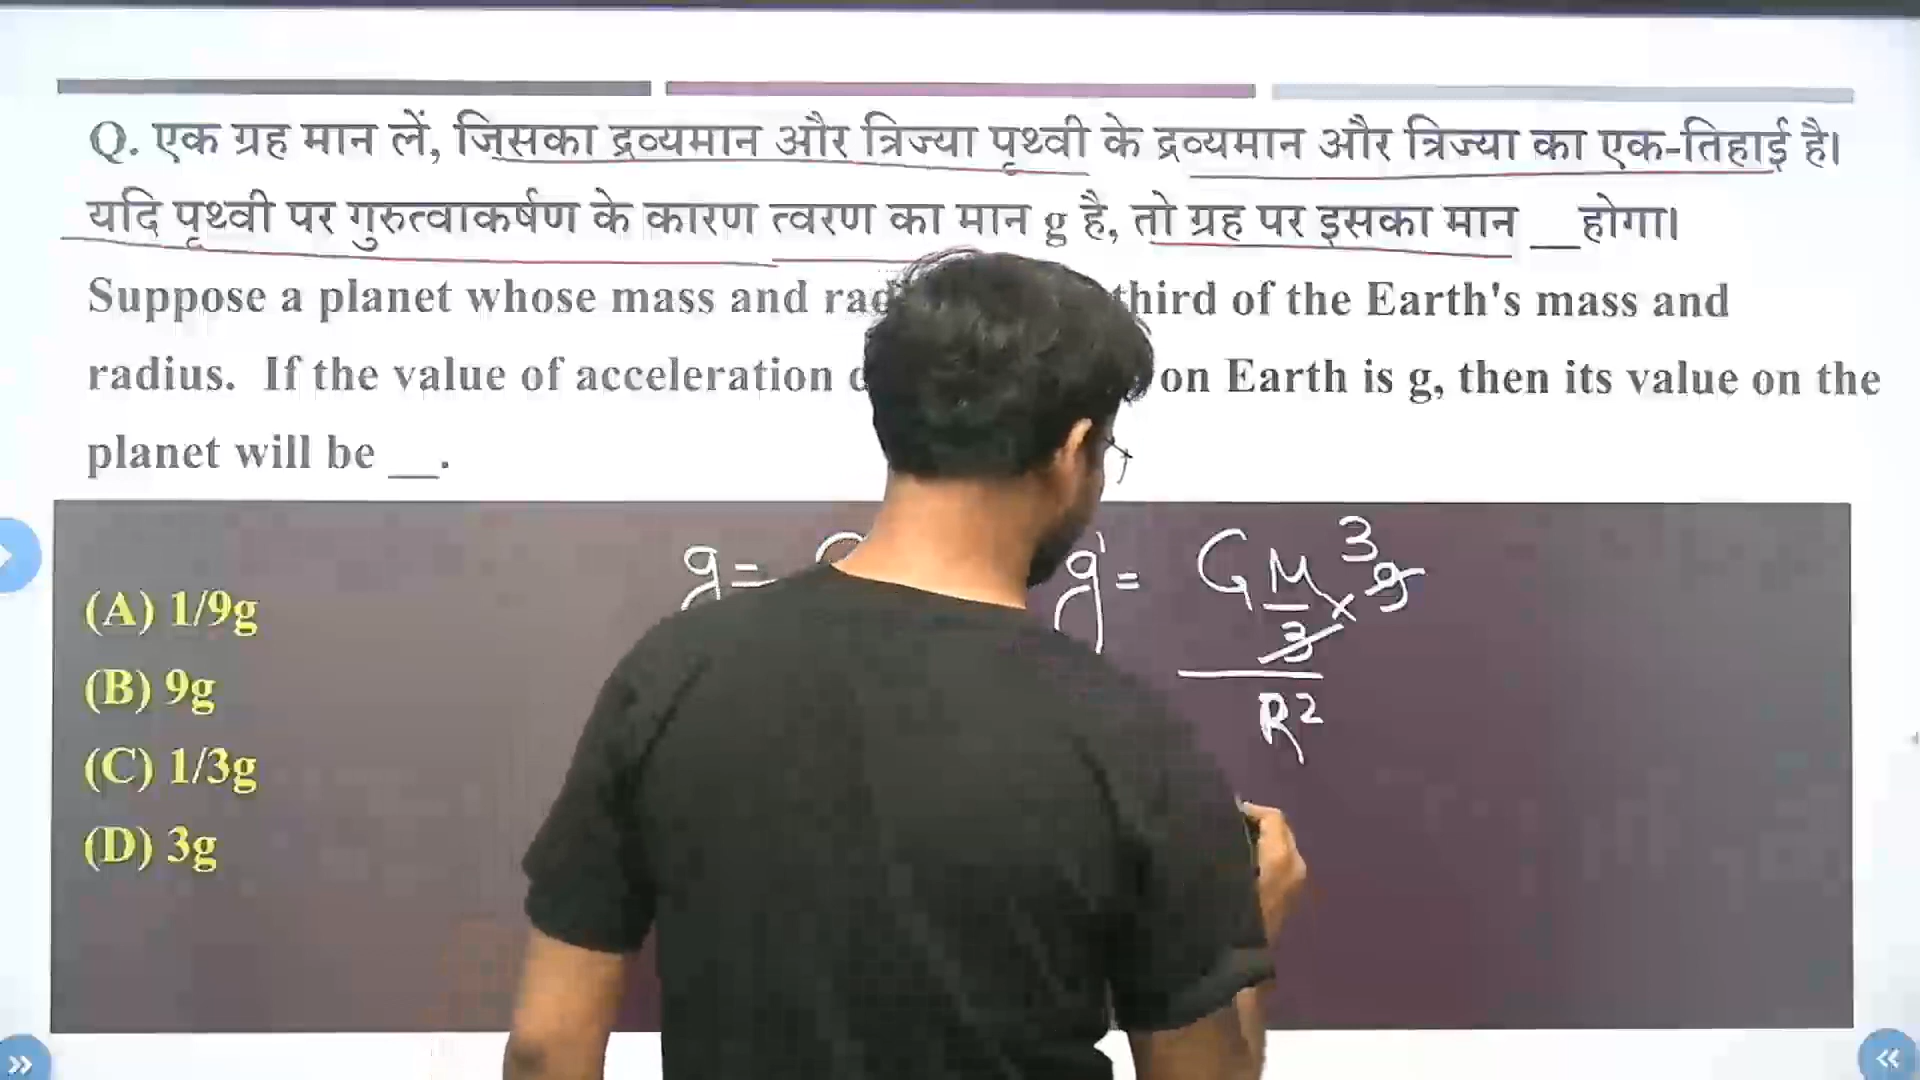 Q. एक ग्रह मान लें, जिसका द्रव्यमान और त्रिज्या पृथ्वी के द्रव्यमान और त्रिज्या का एक-तिहाई है।
यदि पृथ्वी पर गुरुत्वाकर्षण के कारण त्वरण का मान g है, तो ग्रह पर इसका मान __होगा।
Suppose a planet whose mass and rad third of the Earth's mass and
radius. If the value of acceleration on Earth is g, then its value on the
planet will be __.
(A) 1/9g
(B) 9g
(C) 1/3g
(D) 3g
g =
g' = GM/3 × 9 3
R²